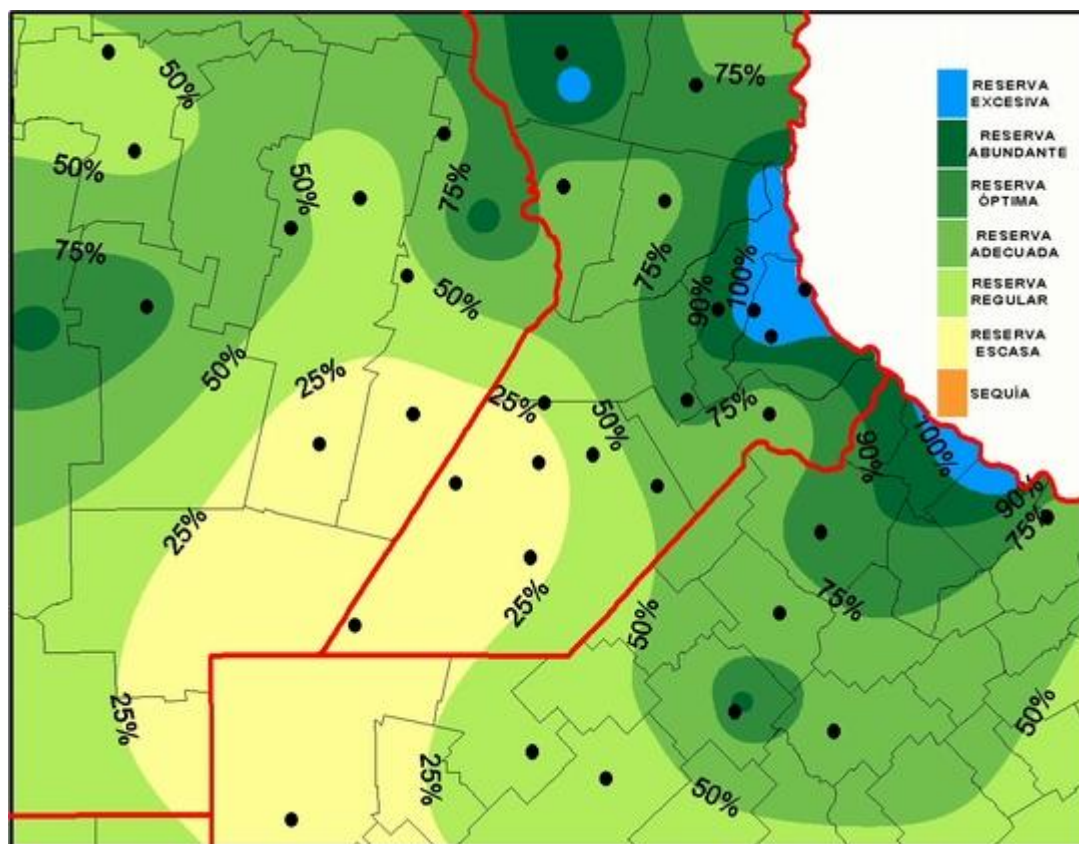 50%
75%
50%
50%
75%
75%
75%
50%
90%
100%
50%
25%
25%
50%
75%
90%
100%
90%
75%
25%
75%
25%
50%
25%
25%
50%
50%
RESERVA
EXCESIVA
RESERVA
ABUNDANTE
RESERVA
ÓPTIMA
RESERVA
ADECUADA
RESERVA
REGULAR
RESERVA
ESCASA
SEQUÍA